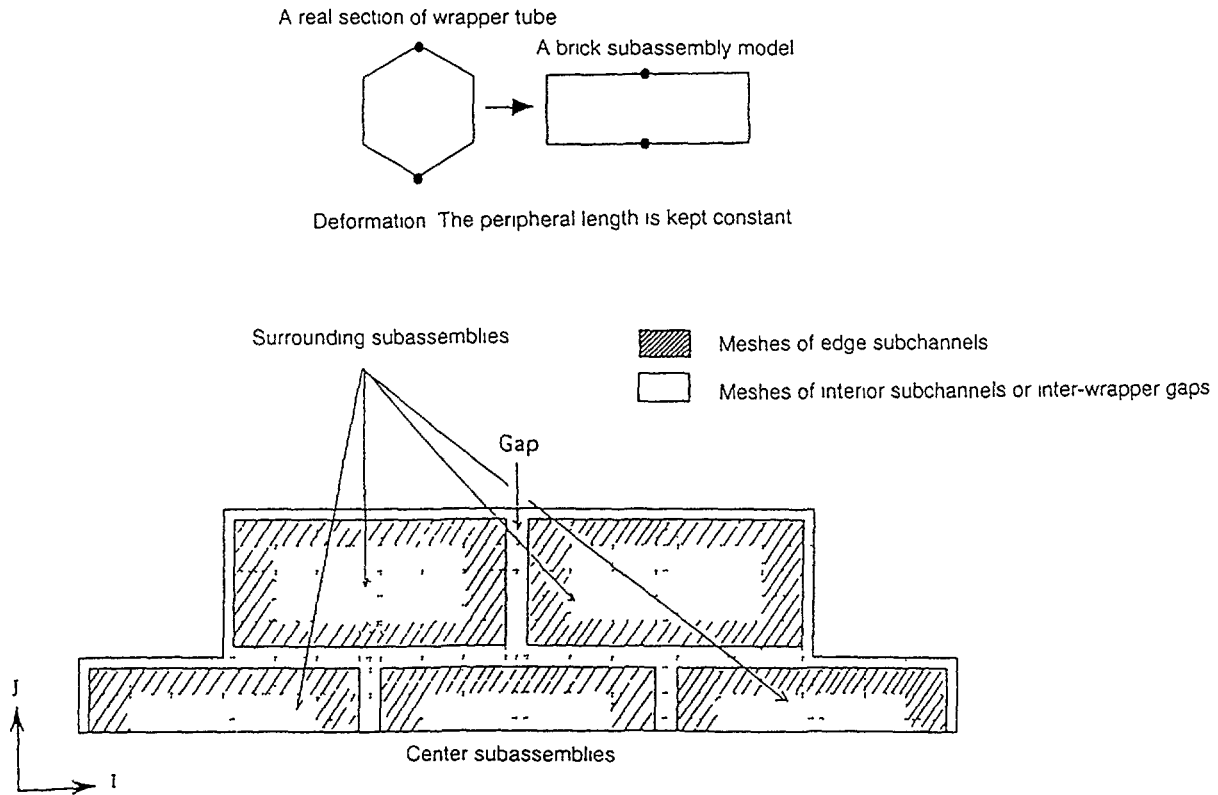 A real section of wrapper tube
A brick subassembly model
Deformation The peripheral length is kept constant
Surrounding subassemblies
Meshes of edge subchannels
Meshes of interior subchannels or inter-wrapper gaps
Gap
J
Center subassemblies
I